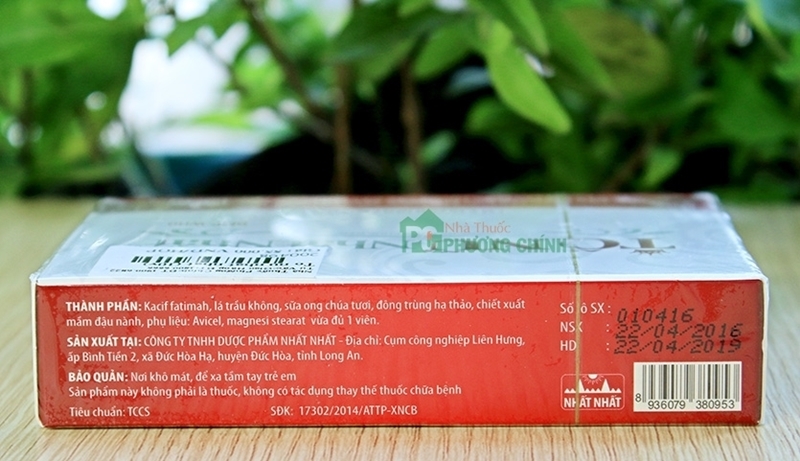 Nhà Thuốc
PHƯƠNG CHÍNH
THÀNH PHẦN: Kacif fatimah, lá trầu không, sữa ong chúa tươi, đông trùng hạ thảo, chiết xuất
mầm đậu nành, phụ liệu: Avicel, magnesi stearat vừa đủ 1 viên.
SẢN XUẤT TẠI: CÔNG TY TNHH DƯỢC PHẨM NHẤT NHẤT - Địa chỉ: Cụm công nghiệp Liên Hưng,
ấp Bình Tiền 2, xã Đức Hòa Hạ, huyện Đức Hòa, tỉnh Long An.
BẢO QUẢN: Nơi khô mát, để xa tầm tay trẻ em
Sản phẩm này không phải là thuốc, không có tác dụng thay thế thuốc chữa bệnh
Tiêu chuẩn: TCCS SĐK: 17302/2014/ATTP-XNCB
Số lô SX : 010416
NSX : 22/04/2016
HD : 22/04/2019
NHẤT NHẤT
8 936079 380953